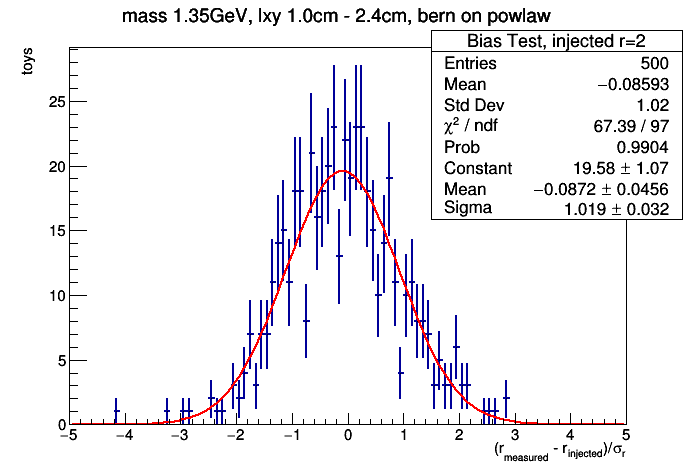 mass 1.35GeV, lxy 1.0cm - 2.4cm, bern on powlaw
Bias Test, injected r=2
Entries 500
Mean −0.08593
Std Dev 1.02
χ² / ndf 67.39 / 97
Prob 0.9904
Constant 19.58 ± 1.07
Mean −0.0872 ± 0.0456
Sigma 1.019 ± 0.032
toys
25
20
15
10
5
0
−5 −4 −3 −2 −1 0 1 2 3 4 5
(r_measured - r_injected)/σ_r